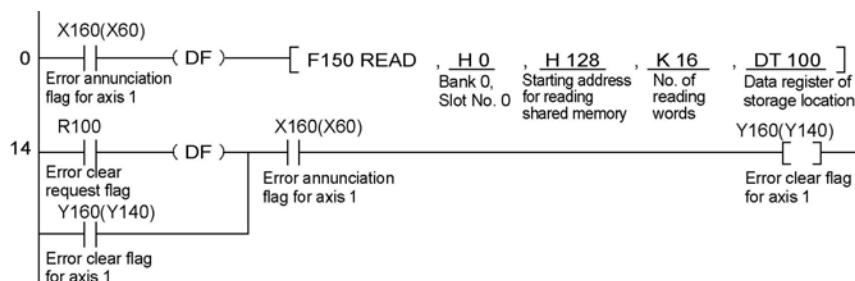 X160(X60)
0
( DF )
F150 READ , H 0 , H 128 , K 16 , DT 100
Error annunciation
flag for axis 1
Bank 0,
Slot No. 0
Starting address
for reading
shared memory
No. of
reading
words
Data register of
storage location
R100
14
( DF )
Error clear
request flag
X160(X60)
Error annunciation
flag for axis 1
Y160(Y140)
Error clear flag
for axis 1
Y160(Y140)
Error clear flag
for axis 1